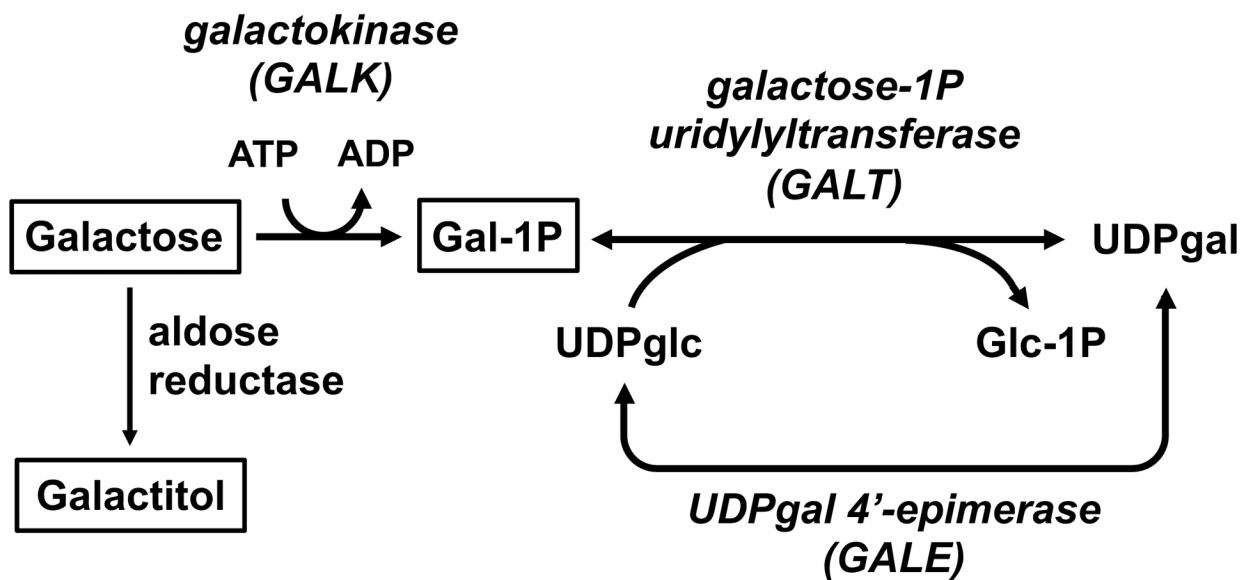 galactokinase
(GALK)
galactose-1P
uridylyltransferase
(GALT)
ATP ADP
Galactose
Gal-1P
UDPgal
aldose
reductase
UDPglc
Glc-1P
Galactitol
UDPgal 4’-epimerase
(GALE)